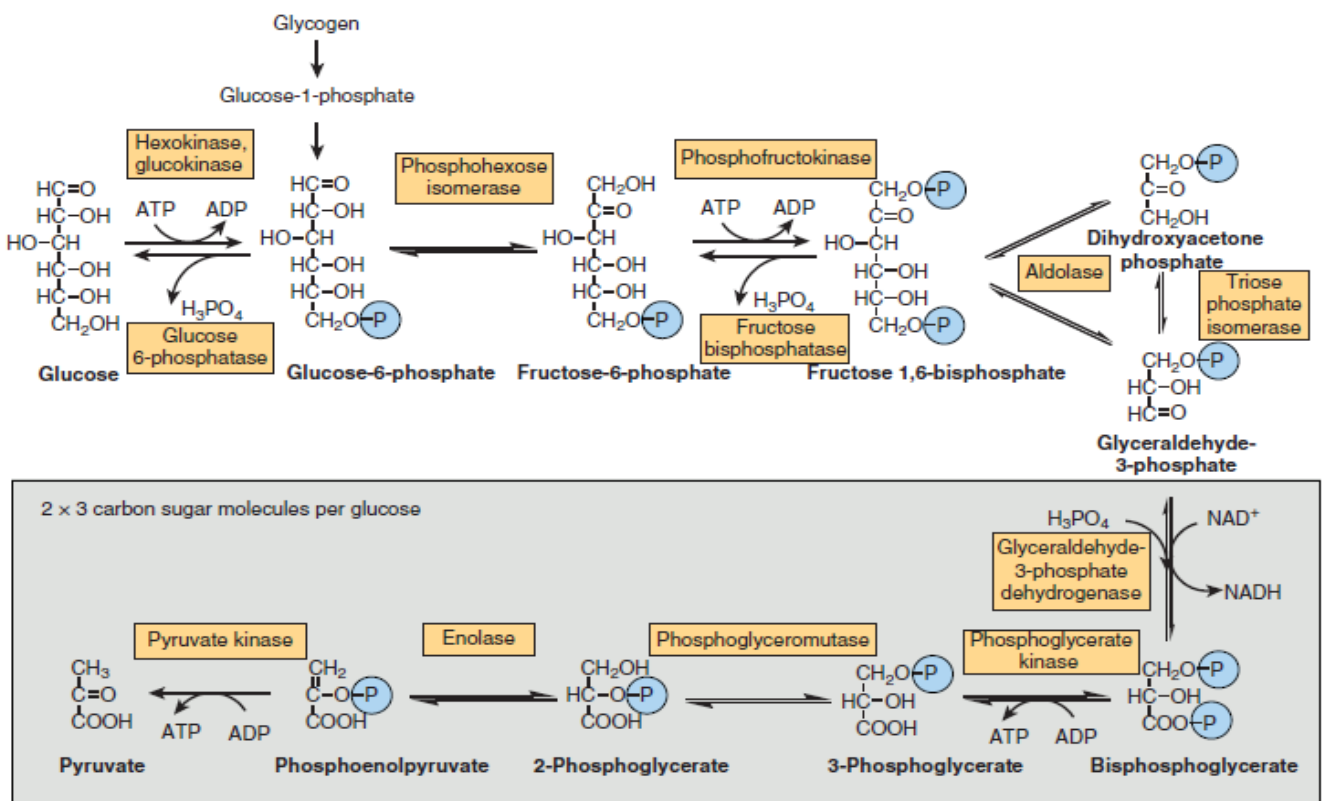 Glycogen
Glucose-1-phosphate
Hexokinase,
glucokinase
Phosphohexose
isomerase
Phosphofructokinase
HC=O
HC–OH
HO–CH
HC–OH
HC–OH
CH₂OH
Glucose
ATP
ADP
H₃PO₄
Glucose
6-phosphatase
HC=O
HC–OH
HO–CH
HC–OH
HC–OH
CH₂O–P
Glucose-6-phosphate
CH₂OH
C=O
HO–CH
HC–OH
HC–OH
CH₂O–P
Fructose-6-phosphate
ATP
ADP
H₃PO₄
Fructose
bisphosphatase
CH₂O–P
C=O
HO–CH
HC–OH
HC–OH
CH₂O–P
Fructose 1,6-bisphosphate
Aldolase
CH₂O–P
C=O
CH₂OH
Dihydroxyacetone
phosphate
Triose
phosphate
isomerase
CH₂O–P
HC–OH
HC=O
Glyceraldehyde-
3-phosphate
2 × 3 carbon sugar molecules per glucose
H₃PO₄
NAD⁺
Glyceraldehyde-
3-phosphate
dehydrogenase
NADH
Pyruvate kinase
Enolase
Phosphoglyceromutase
Phosphoglycerate
kinase
CH₃
C=O
COOH
Pyruvate
ATP
ADP
CH₂
C–O–P
COOH
Phosphoenolpyruvate
CH₂OH
HC–O–P
COOH
2-Phosphoglycerate
CH₂O–P
HC–OH
COOH
3-Phosphoglycerate
ATP
ADP
CH₂O–P
HC–OH
COO–P
Bisphosphoglycerate